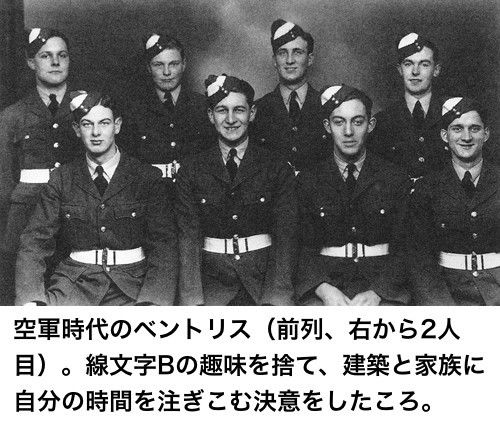 空軍時代のベントリス（前列、右から2人
目）。線文字Bの趣味を捨て、建築と家族に
自分の時間を注ぎこむ決意をしたころ。